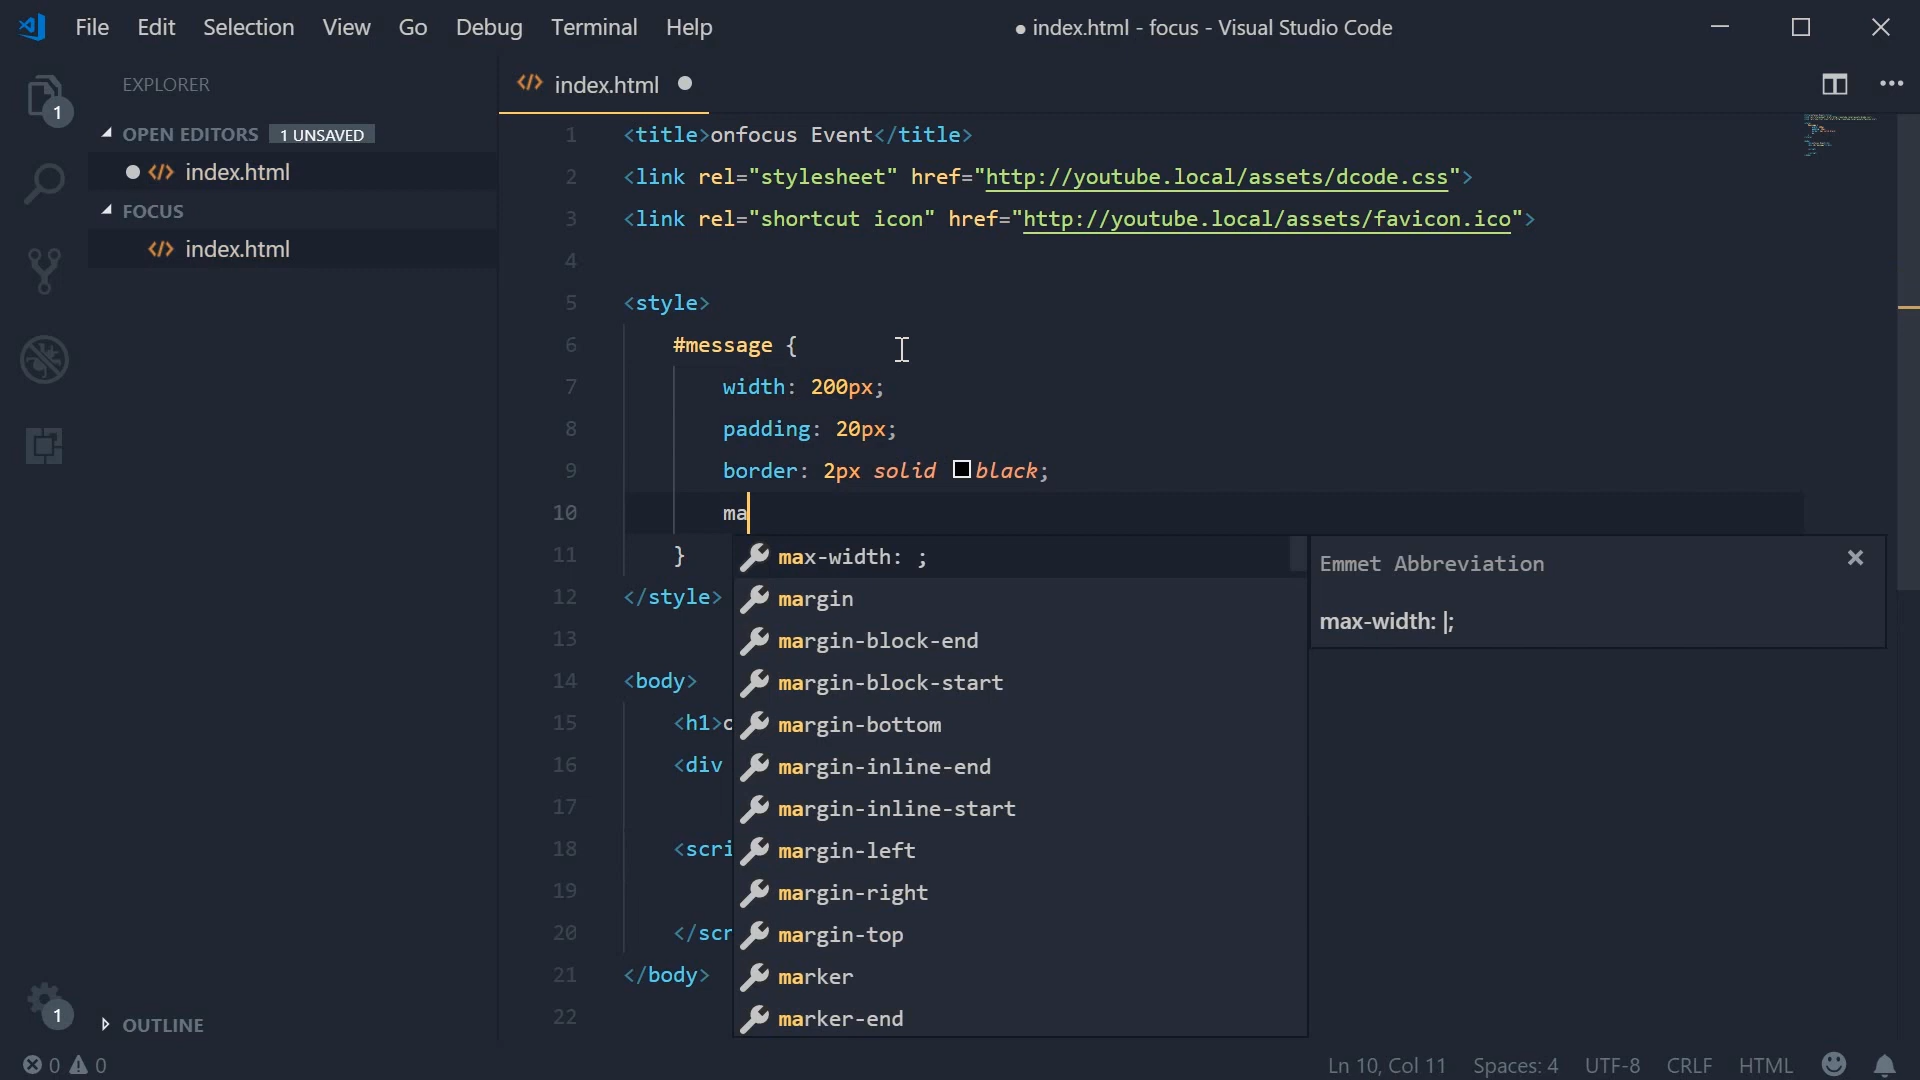 File Edit Selection View Go Debug Terminal Help
● index.html - focus - Visual Studio Code
EXPLORER
OPEN EDITORS 1 UNSAVED
index.html
FOCUS
index.html
OUTLINE
1
1
index.html
1 <title>onfocus Event</title>
2 <link rel="stylesheet" href="http://youtube.local/assets/dcode.css">
3 <link rel="shortcut icon" href="http://youtube.local/assets/favicon.ico">
4
5 <style>
6 #message {
7 width: 200px;
8 padding: 20px;
9 border: 2px solid black;
10 ma
11 }
12 </style>
13
14 <body>
15 <h1>
16 <div
17
18 <scri
19
20 </scr
21 </body>
22
max-width: ;
margin
margin-block-end
margin-block-start
margin-bottom
margin-inline-end
margin-inline-start
margin-left
margin-right
margin-top
marker
marker-end
Emmet Abbreviation
max-width: |;
0 0
Ln 10, Col 11 Spaces: 4 UTF-8 CRLF HTML